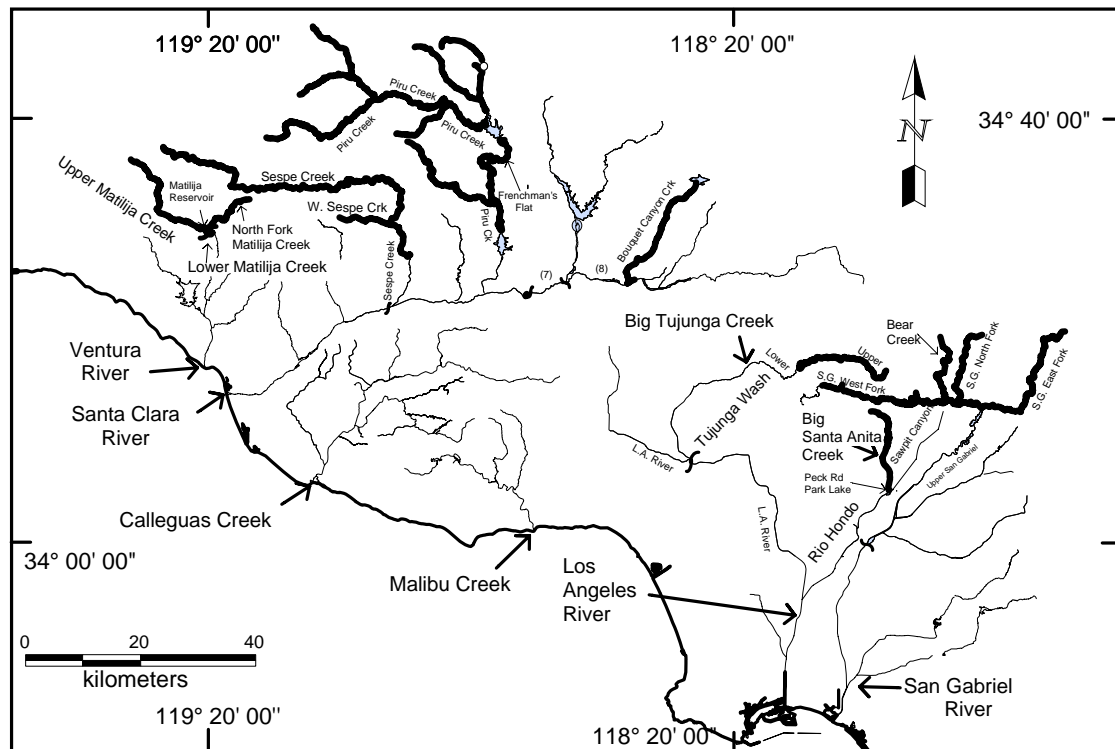 119° 20' 00"
118° 20' 00"
34° 40' 00"
N
Piru Creek
Piru Creek
Piru Creek
Frenchman's
Flat
Piru Ck
Upper Matilija Creek
Matilija
Reservoir
Sespe Creek
W. Sespe Crk
North Fork
Matilija Creek
Lower Matilija Creek
Sespe Creek
Bouquet Canyon Crk
(7)
(8)
Ventura
River
Santa Clara
River
Calleguas Creek
Malibu Creek
Big Tujunga Creek
Lower
Upper
Tujunga Wash
L.A. River
L.A. River
Bear
Creek
S.G. North Fork
S.G. East Fork
S.G. West Fork
Big
Santa Anita
Creek
Sawpit Canyon
Upper San Gabriel
Peck Rd
Park Lake
Rio Hondo
Los
Angeles
River
San Gabriel
River
34° 00' 00"
0
20
40
kilometers
119° 20' 00"
118° 20' 00"